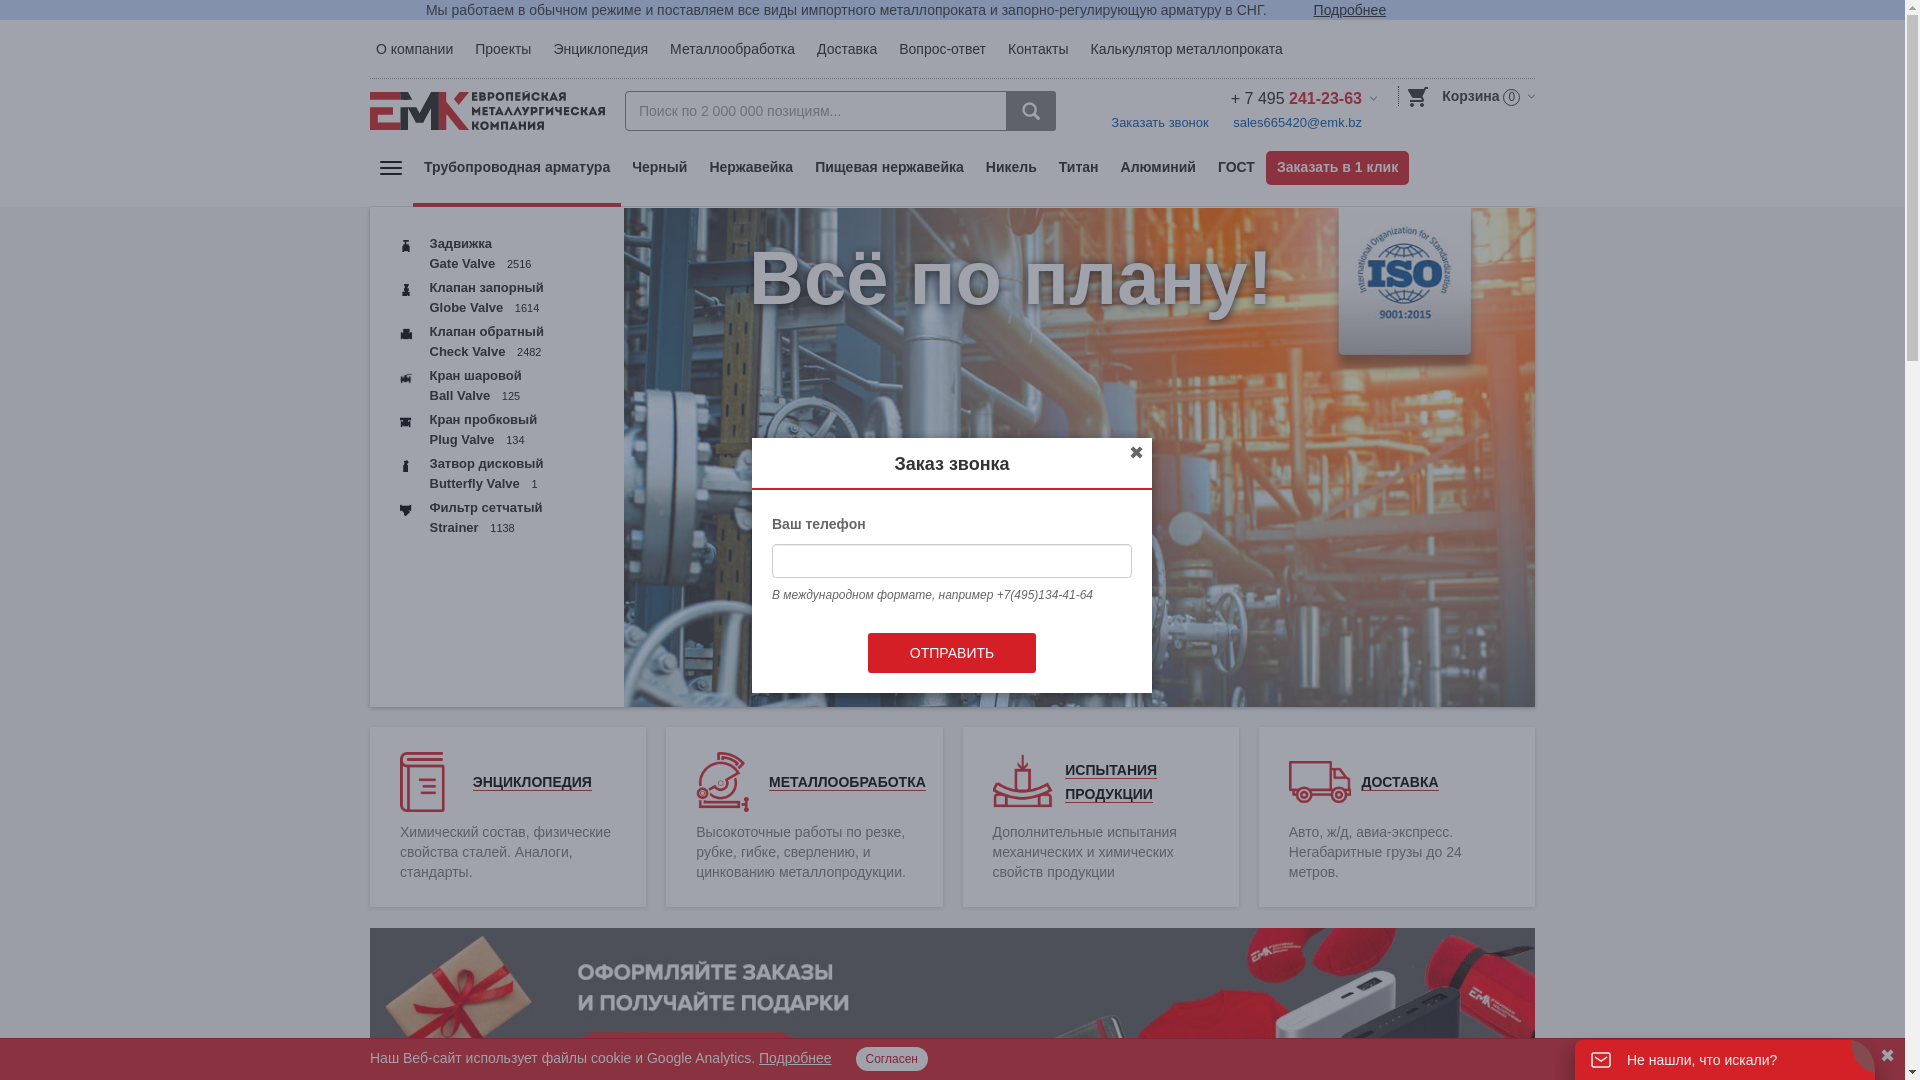 Мы работаем в обычном режиме и поставляем все виды импортного металлопроката и запорно-регулирующую арматуру в СНГ. Подробнее
О компании Проекты Энциклопедия Металлообработка Доставка Вопрос-ответ Контакты Калькулятор металлопроката
ЕМК ЕВРОПЕЙСКАЯ
МЕТАЛЛУРГИЧЕСКАЯ
КОМПАНИЯ
Поиск по 2 000 000 позициям...
+ 7 495 241-23-63
Заказать звонок sales665420@emk.bz
Корзина 0
Трубопроводная арматура Черный Нержавейка Пищевая нержавейка Никель Титан Алюминий ГОСТ Заказать в 1 клик
Задвижка
Gate Valve 2516
Клапан запорный
Globe Valve 1614
Клапан обратный
Check Valve 2482
Кран шаровой
Ball Valve 125
Кран пробковый
Plug Valve 134
Затвор дисковый
Butterfly Valve 1
Фильтр сетчатый
Strainer 1138
Всё по плану!
International Organization for Standardization
ISO
9001:2015
Заказ звонка
✖
Ваш телефон
В международном формате, например +7(495)134-41-64
ОТПРАВИТЬ
ЭНЦИКЛОПЕДИЯ
Химический состав, физические
свойства сталей. Аналоги,
стандарты.
МЕТАЛЛООБРАБОТКА
Высокоточные работы по резке,
рубке, гибке, сверлению, и
цинкованию металлопродукции.
ИСПЫТАНИЯ
ПРОДУКЦИИ
Дополнительные испытания
механических и химических
свойств продукции
ДОСТАВКА
Авто, ж/д, авиа-экспресс.
Негабаритные грузы до 24
метров.
ОФОРМЛЯЙТЕ ЗАКАЗЫ
И ПОЛУЧАЙТЕ ПОДАРКИ
ЕМК
ЕМК
Наш Веб-сайт использует файлы cookie и Google Analytics. Подробнее Согласен
Не нашли, что искали?
✖